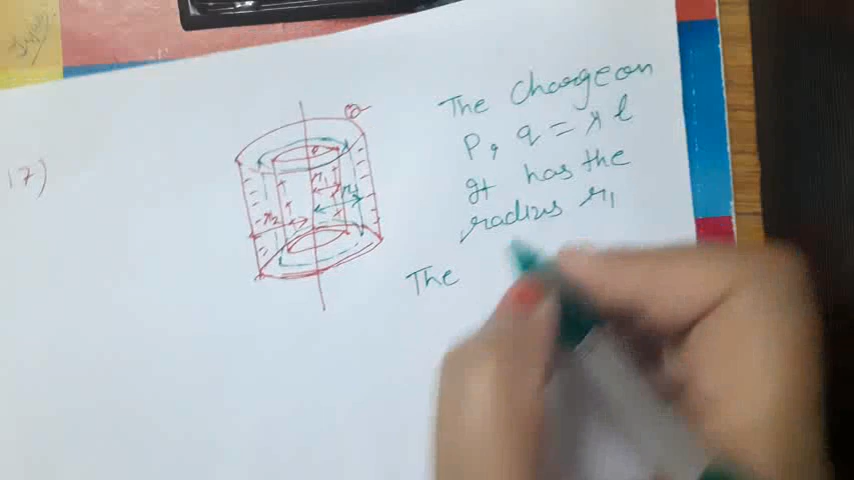 17)
The charge on
P, q = λ l
It has the
radius r1
The